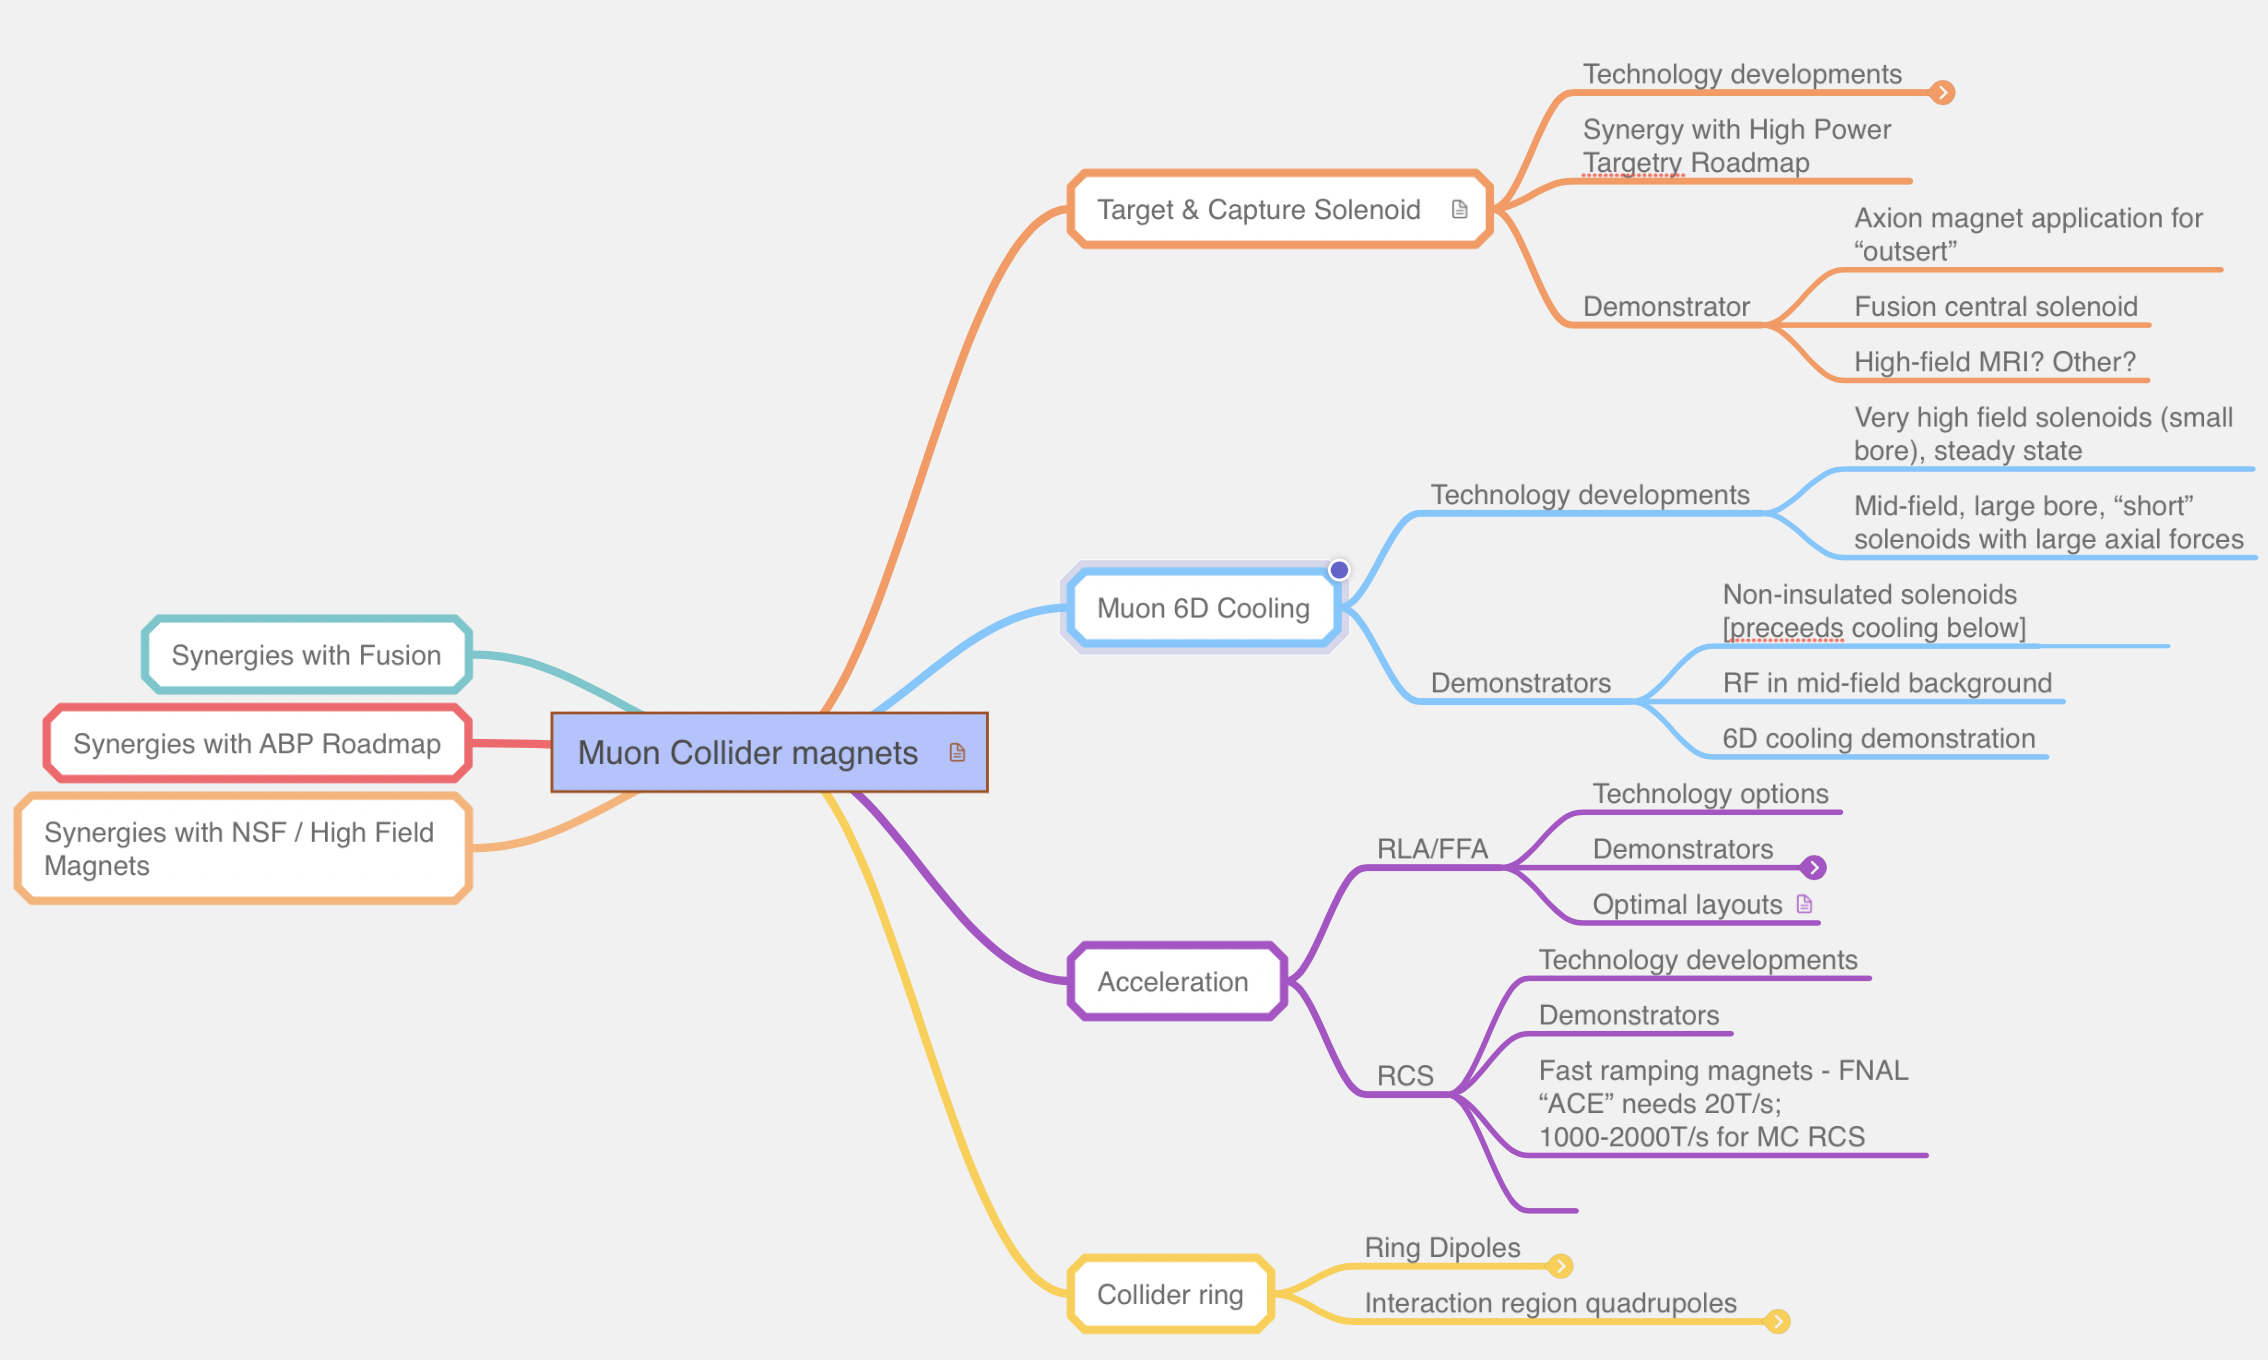 Technology developments
Synergy with High Power
Targetry Roadmap
Target & Capture Solenoid
Axion magnet application for
“outsert”
Demonstrator
Fusion central solenoid
High-field MRI? Other?
Very high field solenoids (small
bore), steady state
Technology developments
Mid-field, large bore, “short”
solenoids with large axial forces
Muon 6D Cooling
Non-insulated solenoids
[preceeds cooling below]
Demonstrators
RF in mid-field background
6D cooling demonstration
Synergies with Fusion
Synergies with ABP Roadmap
Synergies with NSF / High Field
Magnets
Muon Collider magnets
Technology options
RLA/FFA
Demonstrators
Optimal layouts
Acceleration
Technology developments
Demonstrators
RCS
Fast ramping magnets - FNAL
“ACE” needs 20T/s;
1000-2000T/s for MC RCS
Ring Dipoles
Collider ring
Interaction region quadrupoles